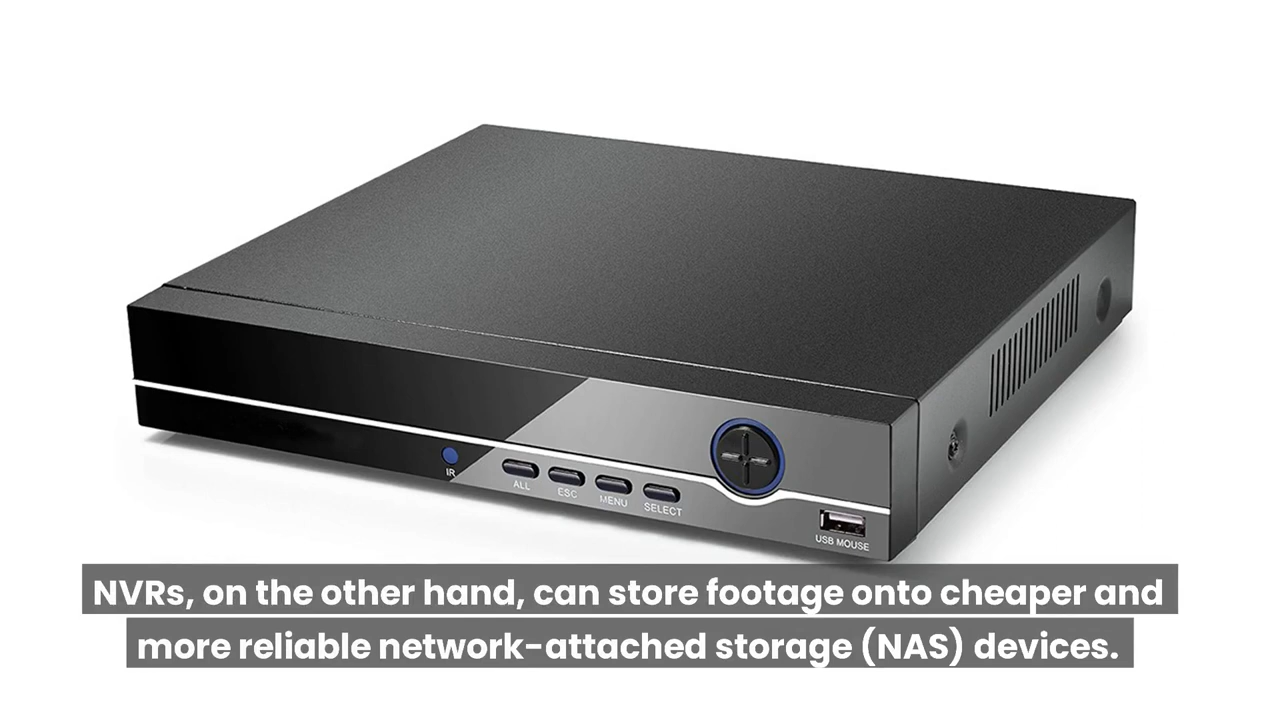 IR
ALL
ESC
MENU
SELECT
USB MOUSE
NVRs, on the other hand, can store footage onto cheaper and
more reliable network-attached storage (NAS) devices.